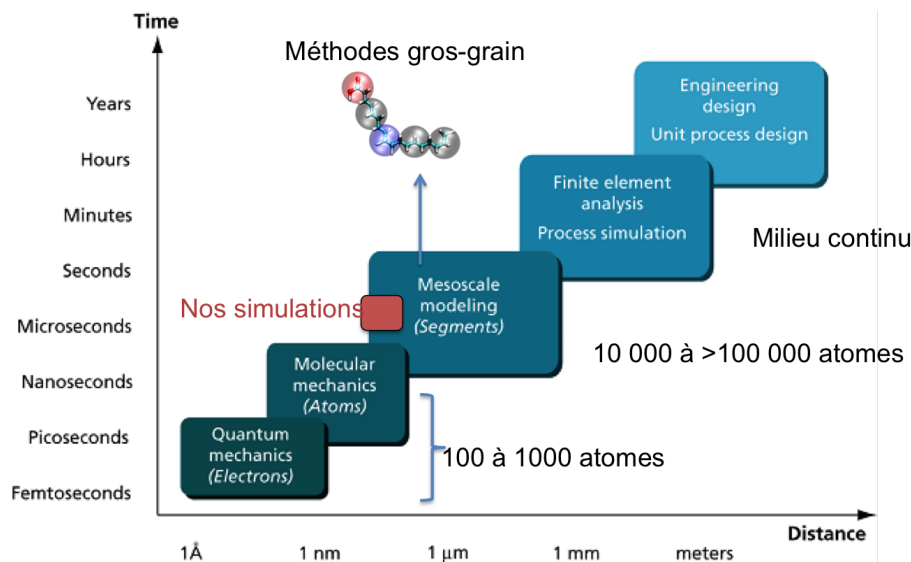 Time
Méthodes gros-grain
Years
Hours
Minutes
Seconds
Microseconds
Nanoseconds
Picoseconds
Femtoseconds
Engineering
design
Unit process design
Finite element
analysis
Process simulation
Milieu continu
Mesoscale
modeling
(Segments)
Nos simulations
10 000 à >100 000 atomes
Molecular
mechanics
(Atoms)
Quantum
mechanics
(Electrons)
100 à 1000 atomes
Distance
1Å
1 nm
1 μm
1 mm
meters